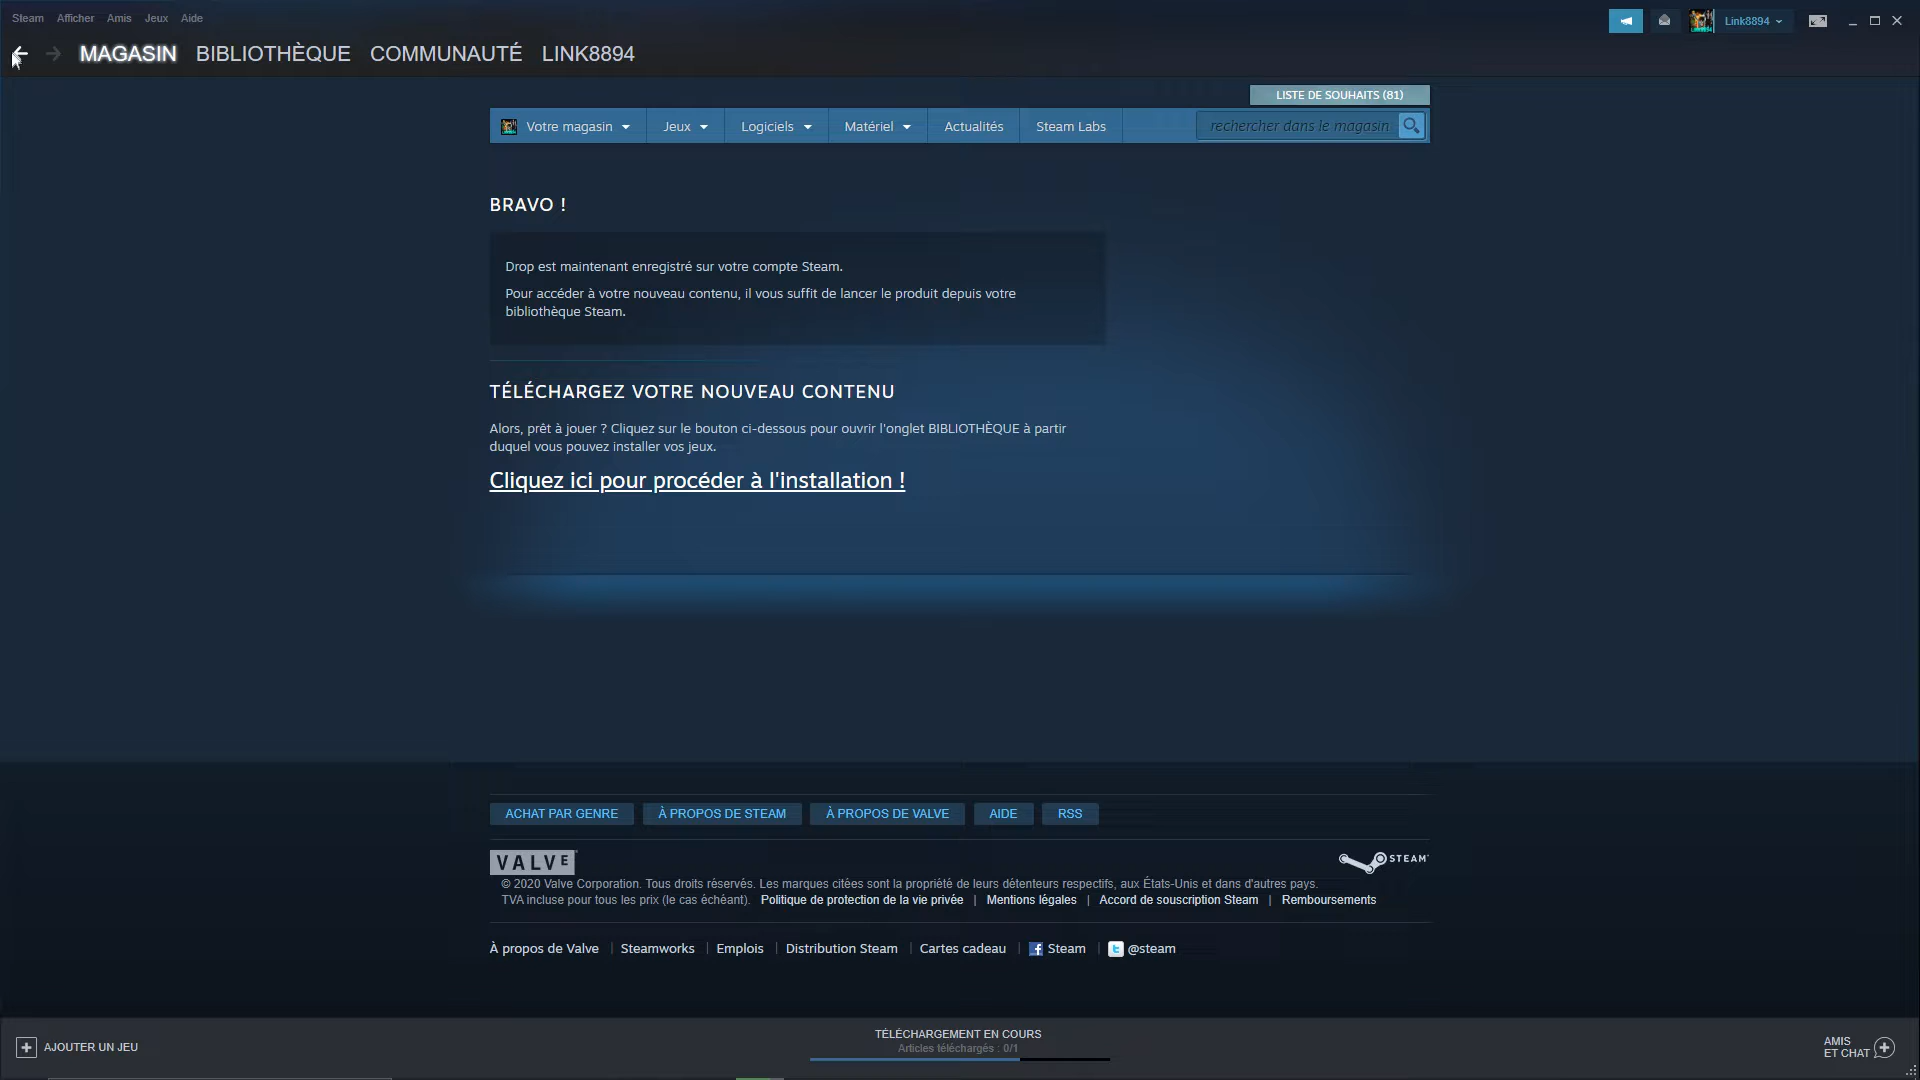 Steam Afficher Amis Jeux Aide
Link8894
MAGASIN BIBLIOTHÈQUE COMMUNAUTÉ LINK8894
LISTE DE SOUHAITS (81)
Votre magasin Jeux Logiciels Matériel Actualités Steam Labs rechercher dans le magasin
BRAVO !
Drop est maintenant enregistré sur votre compte Steam.
Pour accéder à votre nouveau contenu, il vous suffit de lancer le produit depuis votre
bibliothèque Steam.
TÉLÉCHARGEZ VOTRE NOUVEAU CONTENU
Alors, prêt à jouer ? Cliquez sur le bouton ci-dessous pour ouvrir l'onglet BIBLIOTHÈQUE à partir
duquel vous pouvez installer vos jeux.
Cliquez ici pour procéder à l'installation !
ACHAT PAR GENRE À PROPOS DE STEAM À PROPOS DE VALVE AIDE RSS
VALVE STEAM
© 2020 Valve Corporation. Tous droits réservés. Les marques citées sont la propriété de leurs détenteurs respectifs, aux États-Unis et dans d'autres pays.
TVA incluse pour tous les prix (le cas échéant). Politique de protection de la vie privée | Mentions légales | Accord de souscription Steam | Remboursements
À propos de Valve | Steamworks | Emplois | Distribution Steam | Cartes cadeau | Steam | @steam
TÉLÉCHARGEMENT EN COURS
Articles téléchargés : 0/1
AJOUTER UN JEU
AMIS
ET CHAT